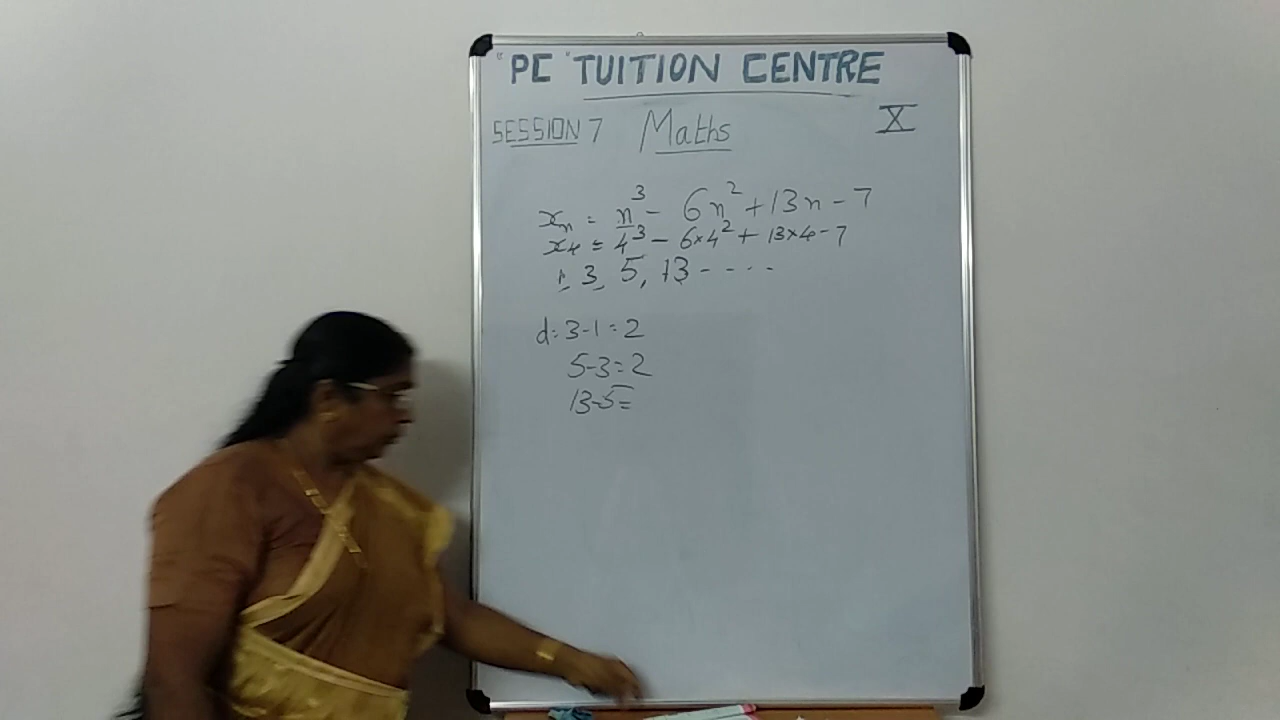 "PC" TUITION CENTRE
SESSION 7 Maths X
xₙ = n³ - 6n² + 13n - 7
x₄ = 4³ - 6×4² + 13×4 - 7
1, 3, 5, 13 - - - -
d = 3-1 = 2
5-3 = 2
13-5 =